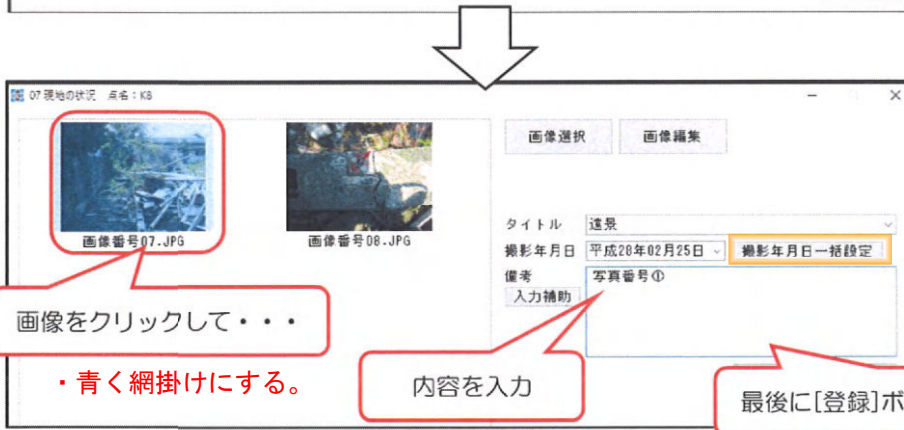 07 現地の状況 点名:K8
画像選択 画像編集
画像番号07.JPG 画像番号08.JPG
タイトル 遠景
撮影年月日 平成28年02月25日 撮影年月日一括設定
備考 写真番号①
入力補助
画像をクリックして・・・
・青く網掛けにする。
内容を入力
最後に[登録]ボ